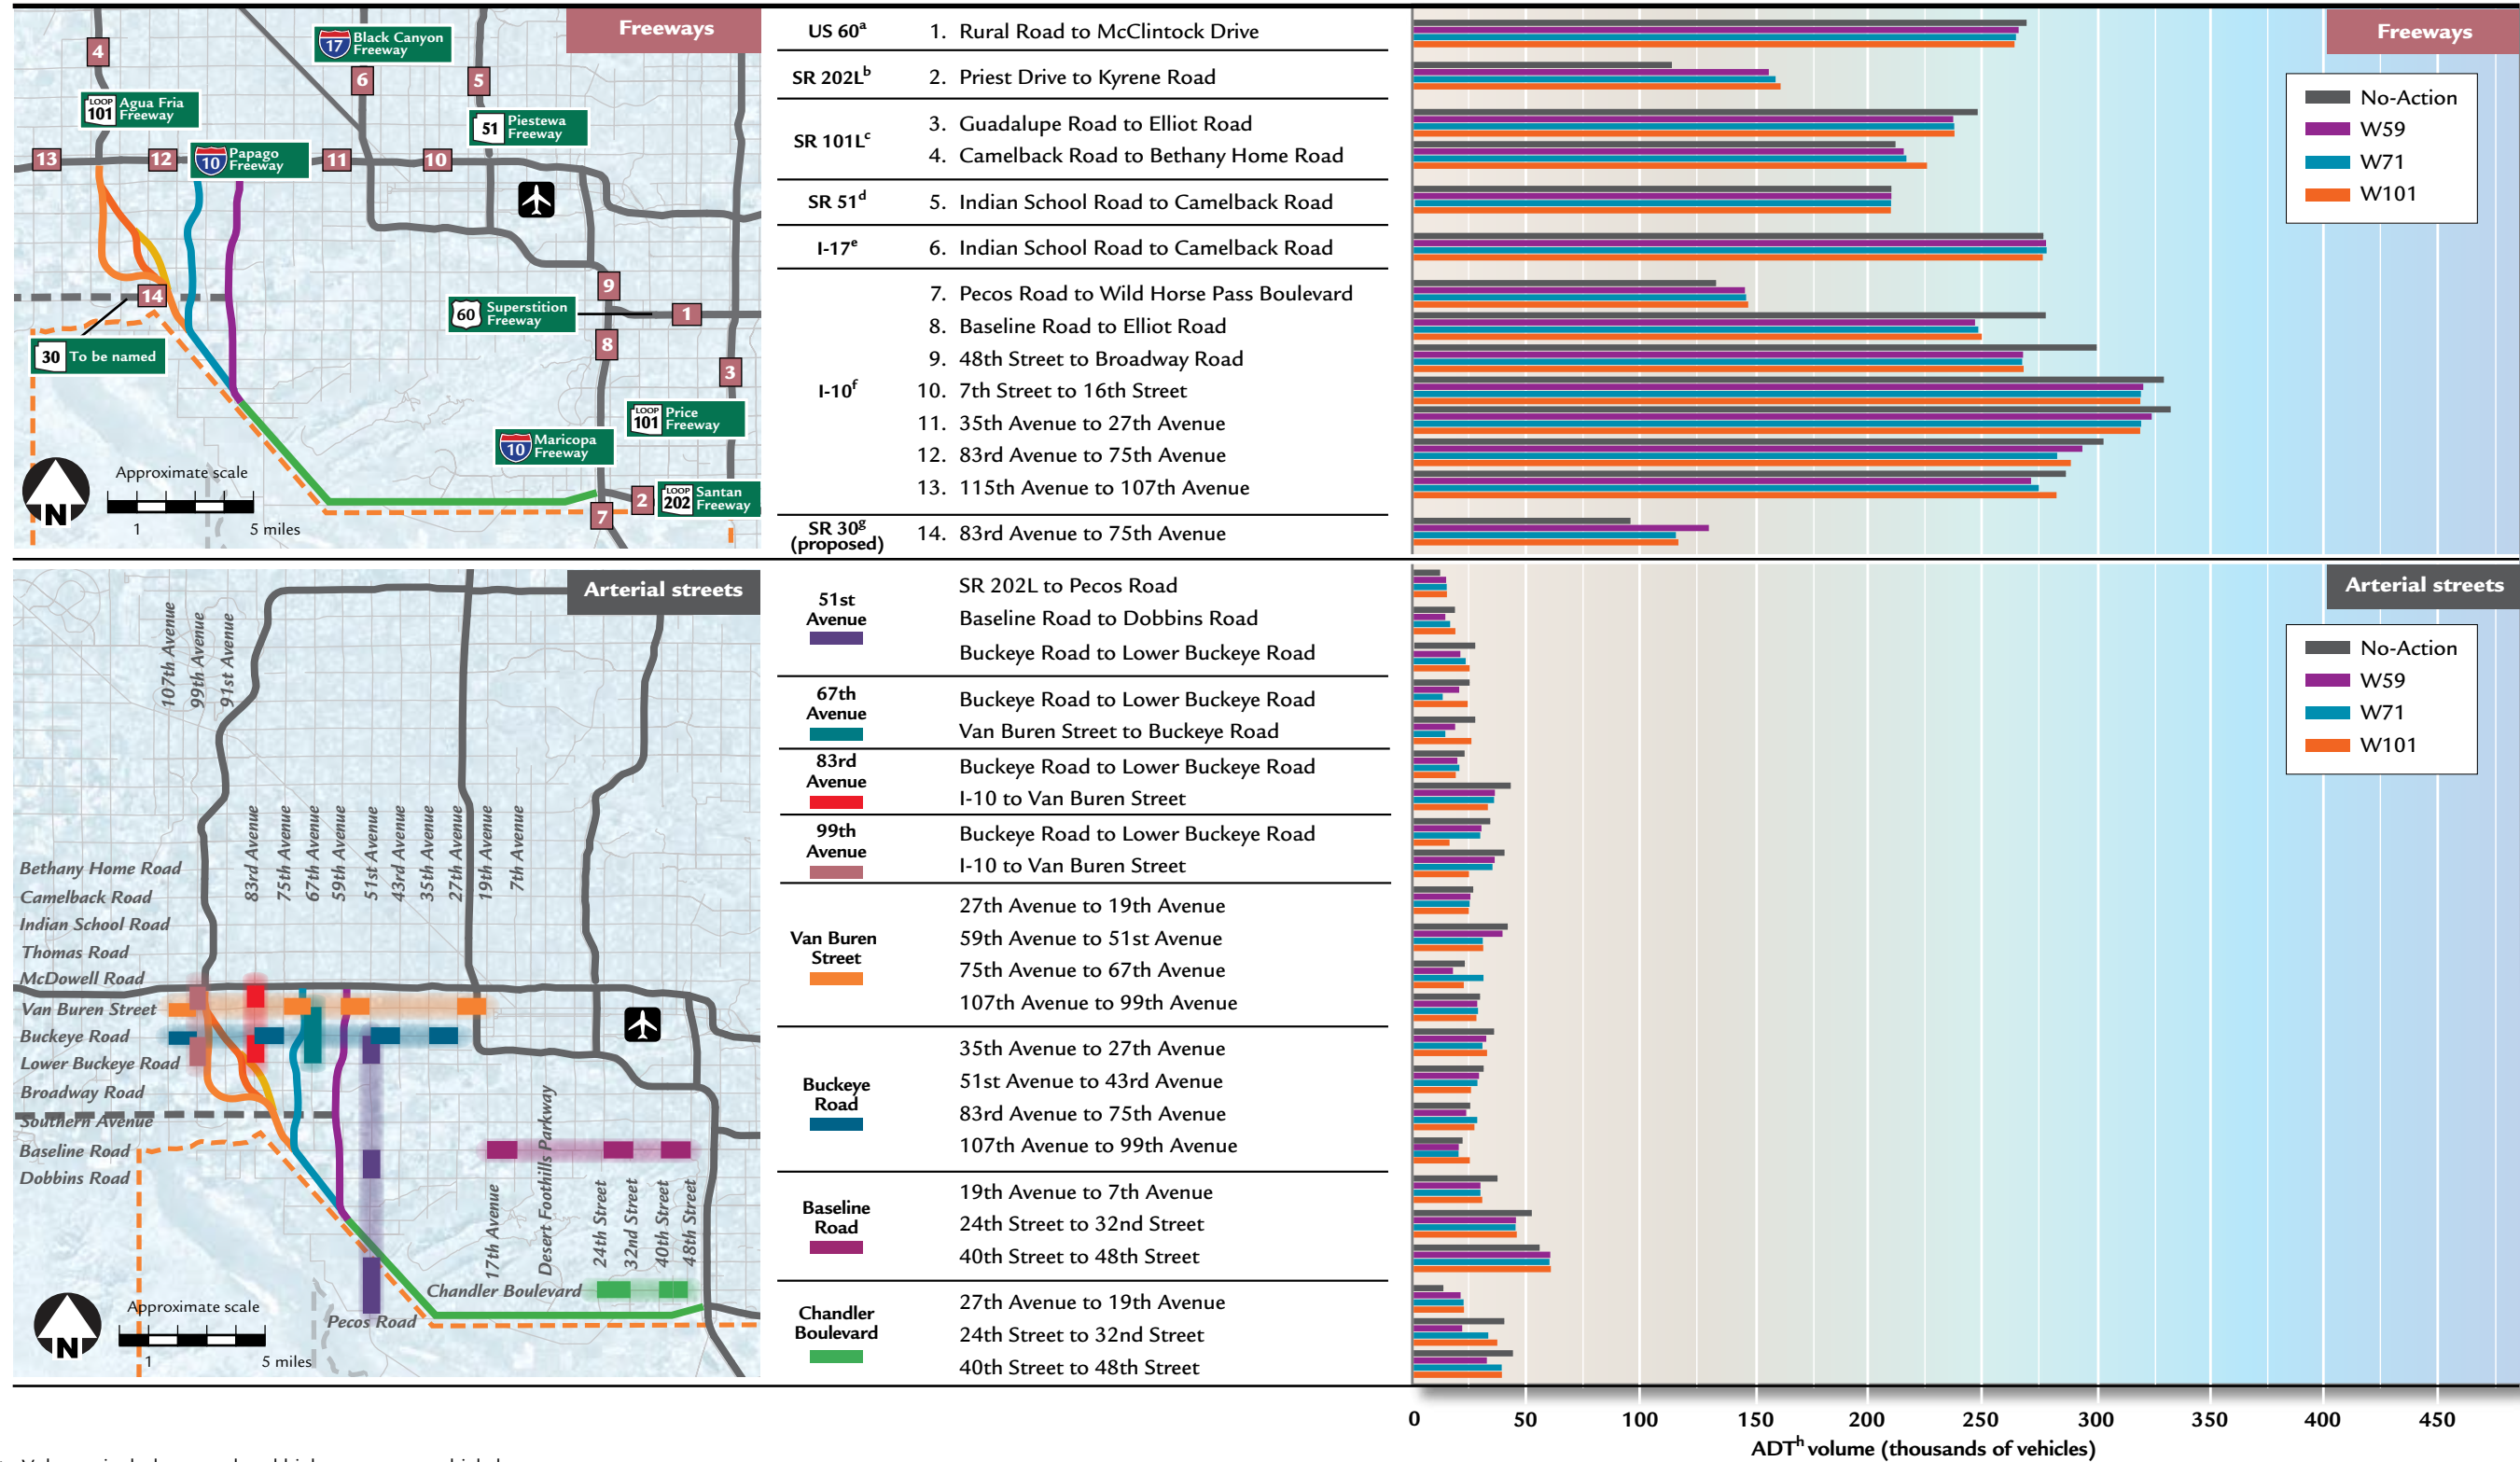 Freeways
4
17 Black Canyon Freeway
6
5
LOOP 101 Agua Fria Freeway
51 Piestewa Freeway
13
12
10 Papago Freeway
11
10
14
9
60 Superstition Freeway
1
30 To be named
8
3
LOOP 101 Price Freeway
10 Maricopa Freeway
Approximate scale
N
1
5 miles
2
LOOP 202 Santan Freeway
7
US 60a
1. Rural Road to McClintock Drive
SR 202Lb
2. Priest Drive to Kyrene Road
SR 101Lc
3. Guadalupe Road to Elliot Road
4. Camelback Road to Bethany Home Road
SR 51d
5. Indian School Road to Camelback Road
I-17e
6. Indian School Road to Camelback Road
I-10f
7. Pecos Road to Wild Horse Pass Boulevard
8. Baseline Road to Elliot Road
9. 48th Street to Broadway Road
10. 7th Street to 16th Street
11. 35th Avenue to 27th Avenue
12. 83rd Avenue to 75th Avenue
13. 115th Avenue to 107th Avenue
SR 30g
(proposed)
14. 83rd Avenue to 75th Avenue
Freeways
No-Action
W59
W71
W101
Arterial streets
107th Avenue
99th Avenue
91st Avenue
83rd Avenue
75th Avenue
67th Avenue
59th Avenue
51st Avenue
43rd Avenue
35th Avenue
27th Avenue
19th Avenue
7th Avenue
Bethany Home Road
Camelback Road
Indian School Road
Thomas Road
McDowell Road
Van Buren Street
Buckeye Road
Lower Buckeye Road
Broadway Road
Southern Avenue
Baseline Road
Dobbins Road
17th Avenue
Desert Foothills Parkway
24th Street
32nd Street
40th Street
48th Street
Chandler Boulevard
Pecos Road
Approximate scale
N
1
5 miles
51st
Avenue
SR 202L to Pecos Road
Baseline Road to Dobbins Road
Buckeye Road to Lower Buckeye Road
67th
Avenue
Buckeye Road to Lower Buckeye Road
Van Buren Street to Buckeye Road
83rd
Avenue
Buckeye Road to Lower Buckeye Road
I-10 to Van Buren Street
99th
Avenue
Buckeye Road to Lower Buckeye Road
I-10 to Van Buren Street
Van Buren
Street
27th Avenue to 19th Avenue
59th Avenue to 51st Avenue
75th Avenue to 67th Avenue
107th Avenue to 99th Avenue
Buckeye
Road
35th Avenue to 27th Avenue
51st Avenue to 43rd Avenue
83rd Avenue to 75th Avenue
107th Avenue to 99th Avenue
Baseline
Road
19th Avenue to 7th Avenue
24th Street to 32nd Street
40th Street to 48th Street
Chandler
Boulevard
27th Avenue to 19th Avenue
24th Street to 32nd Street
40th Street to 48th Street
Arterial streets
No-Action
W59
W71
W101
0 50 100 150 200 250 300 350 400 450
ADTh volume (thousands of vehicles)